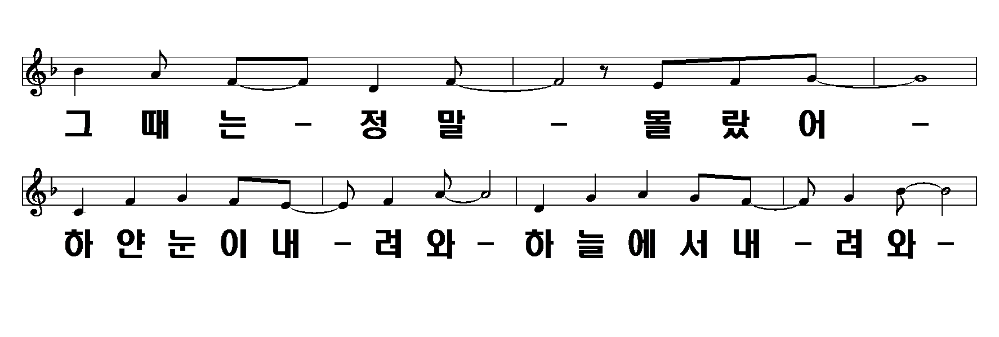 그 때 는 - 정 말 - 몰 랐 어 -
하 얀 눈 이 내 - 려 와 - 하 늘 에 서 내 - 려 와 -